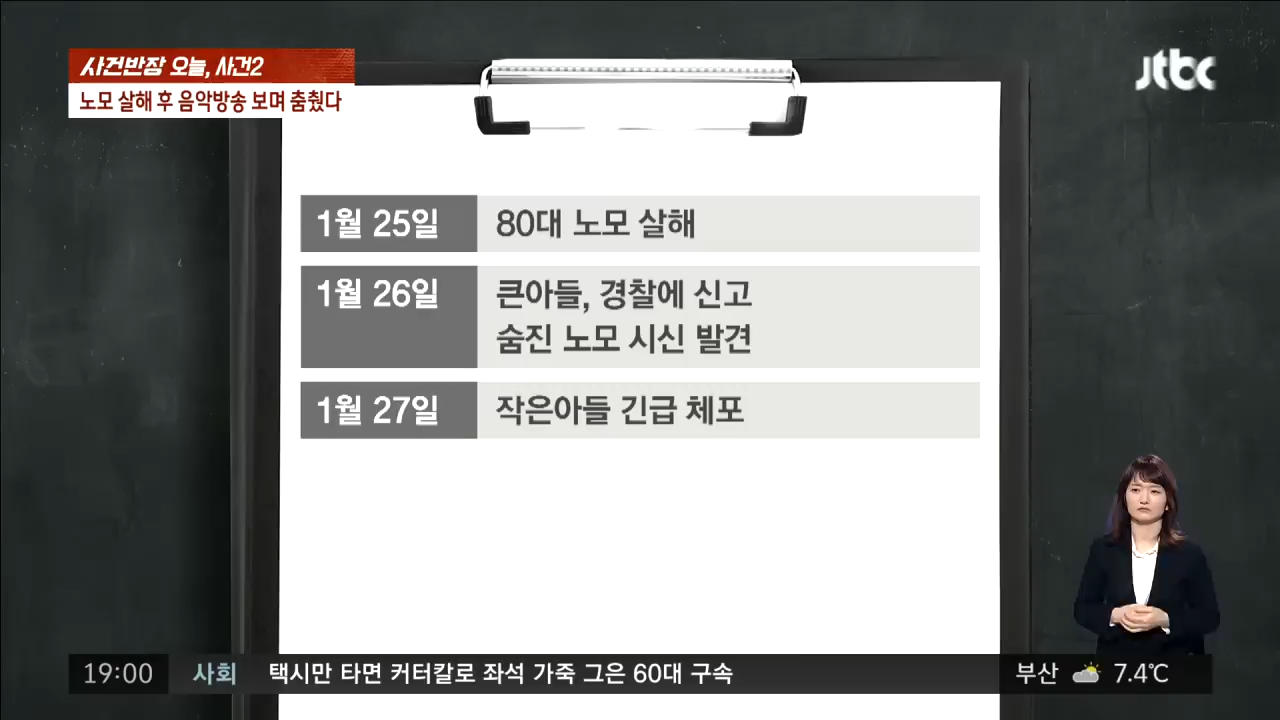 사건반장 오늘, 사건2
노모 살해 후 음악방송 보며 춤췄다
jtbc
1월 25일 80대 노모 살해
1월 26일 큰아들, 경찰에 신고
숨진 노모 시신 발견
1월 27일 작은아들 긴급 체포
19:00 사회 택시만 타면 커터칼로 좌석 가죽 그은 60대 구속 부산 7.4℃